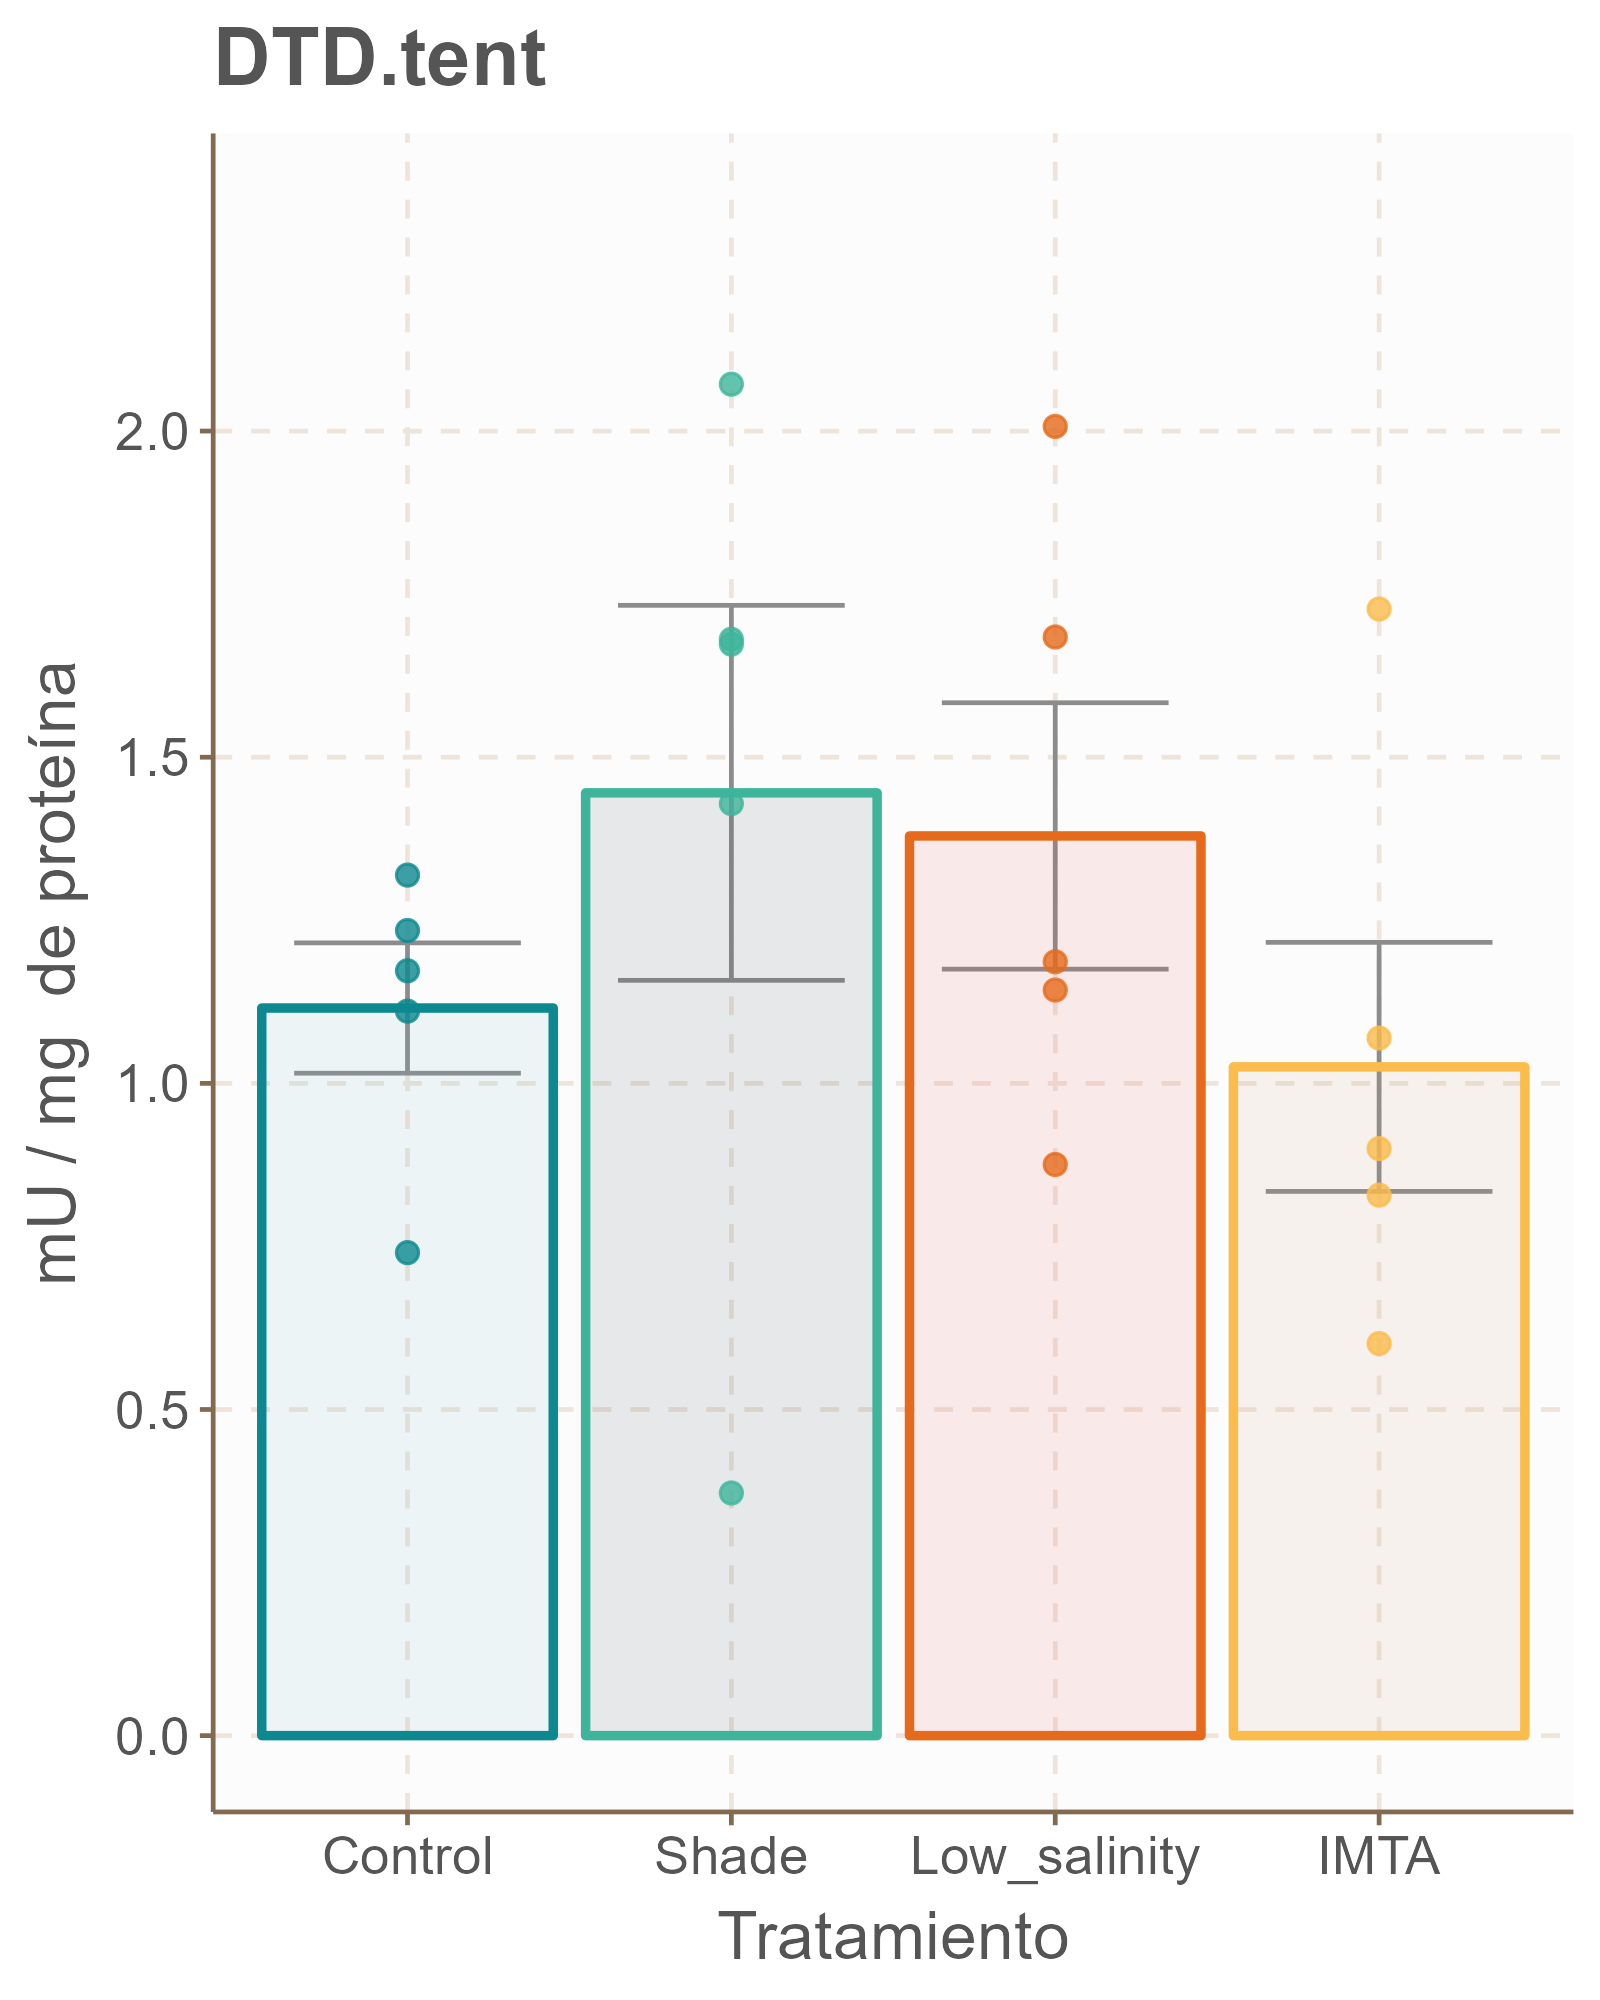 DTD.tent
mU / mg  de proteína
2.0
1.5
1.0
0.5
0.0
Control
Shade
Low_salinity
IMTA
Tratamiento